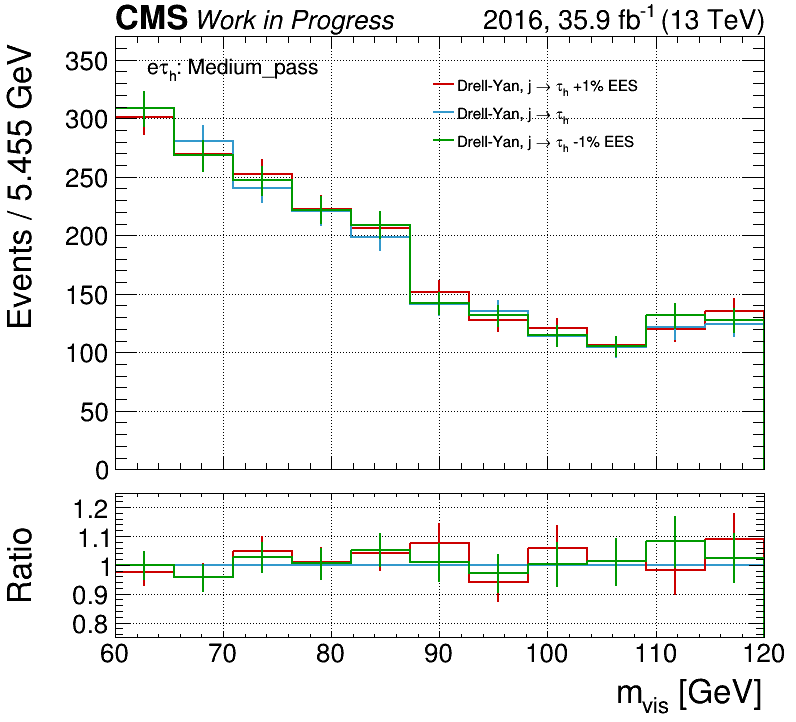 CMS Work in Progress 2016, 35.9 fb⁻¹ (13 TeV)
eτₕ: Medium_pass
Drell-Yan, j → τₕ +1% EES
Drell-Yan, j → τₕ
Drell-Yan, j → τₕ -1% EES
Events / 5.455 GeV
350
300
250
200
150
100
50
0
Ratio
1.2
1.1
1
0.9
0.8
60 70 80 90 100 110 120
m_vis [GeV]